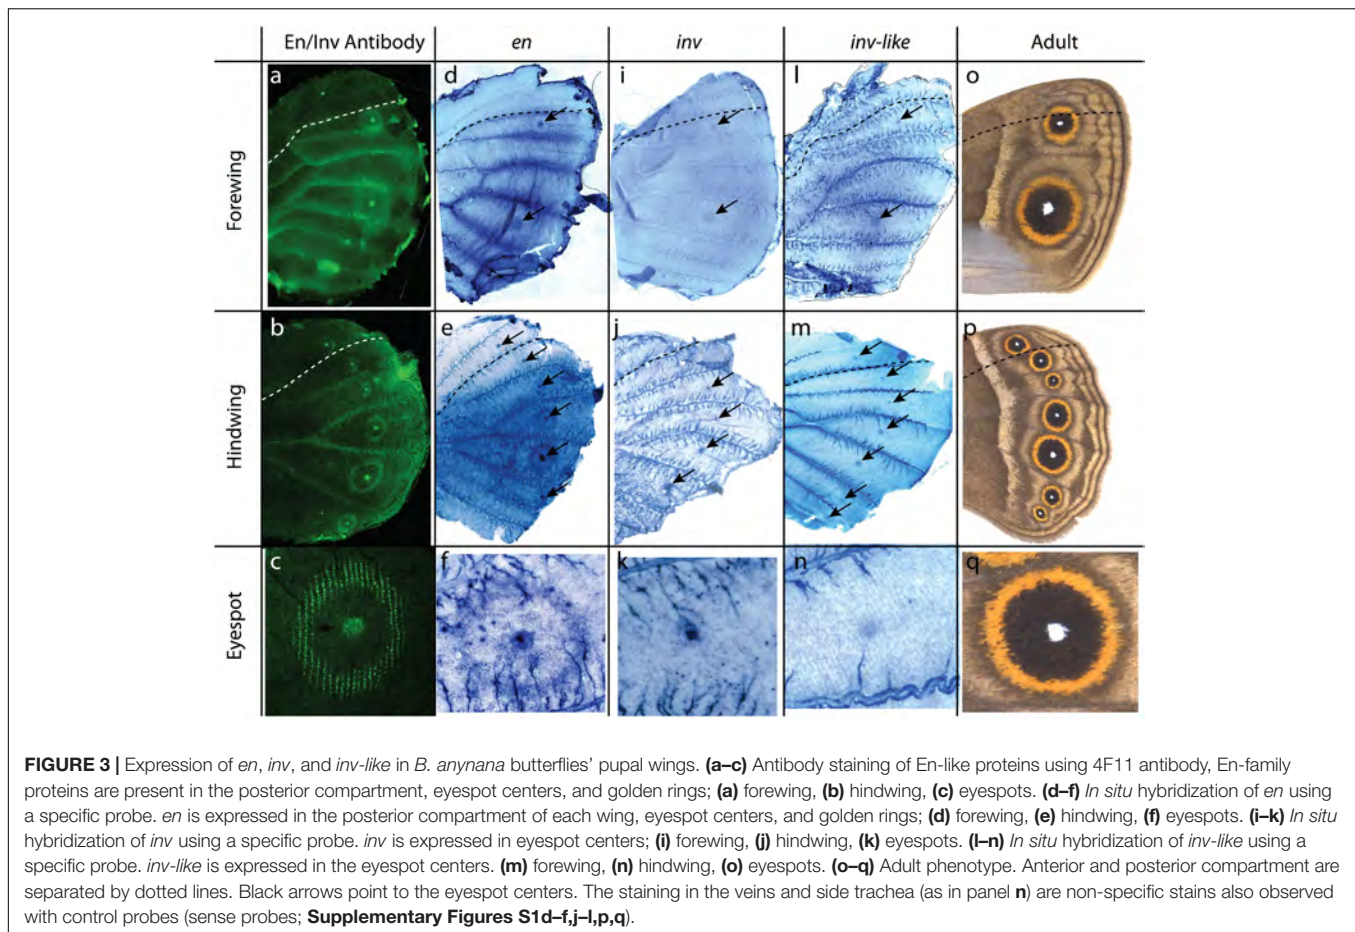 En/Inv Antibody
en
inv
inv-like
Adult
a
d
i
l
o
Forewing
b
e
j
m
p
Hindwing
c
f
k
n
q
Eyespot
FIGURE 3 | Expression of en, inv, and inv-like in B. anynana butterflies' pupal wings. (a–c) Antibody staining of En-like proteins using 4F11 antibody, En-family
proteins are present in the posterior compartment, eyespot centers, and golden rings; (a) forewing, (b) hindwing, (c) eyespots. (d–f) In situ hybridization of en using
a specific probe. en is expressed in the posterior compartment of each wing, eyespot centers, and golden rings; (d) forewing, (e) hindwing, (f) eyespots. (i–k) In situ
hybridization of inv using a specific probe. inv is expressed in eyespot centers; (i) forewing, (j) hindwing, (k) eyespots. (l–n) In situ hybridization of inv-like using a
specific probe. inv-like is expressed in the eyespot centers. (m) forewing, (n) hindwing, (o) eyespots. (o–q) Adult phenotype. Anterior and posterior compartment are
separated by dotted lines. Black arrows point to the eyespot centers. The staining in the veins and side trachea (as in panel n) are non-specific stains also observed
with control probes (sense probes; Supplementary Figures S1d–f,j–l,p,q).